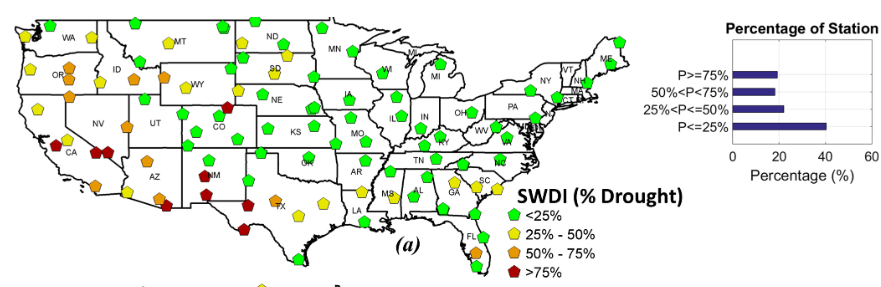 Percentage of Station
P>=75%
50%<P<75%
25%<P<=50%
P<=25%
0 20 40 60
Percentage (%)
WA
MT
ND
MN
MI
ME
OR
ID
WY
SD
WI
MI
NY
VT
NH
MA
CT
NE
IA
PA
NJ
NV
UT
CO
KS
MO
IL
IN
OH
WV
VA
KY
CA
AZ
NM
OK
AR
TN
NC
SC
TX
LA
MS
AL
GA
FL
(a)
SWDI (% Drought)
<25%
25% - 50%
50% - 75%
>75%